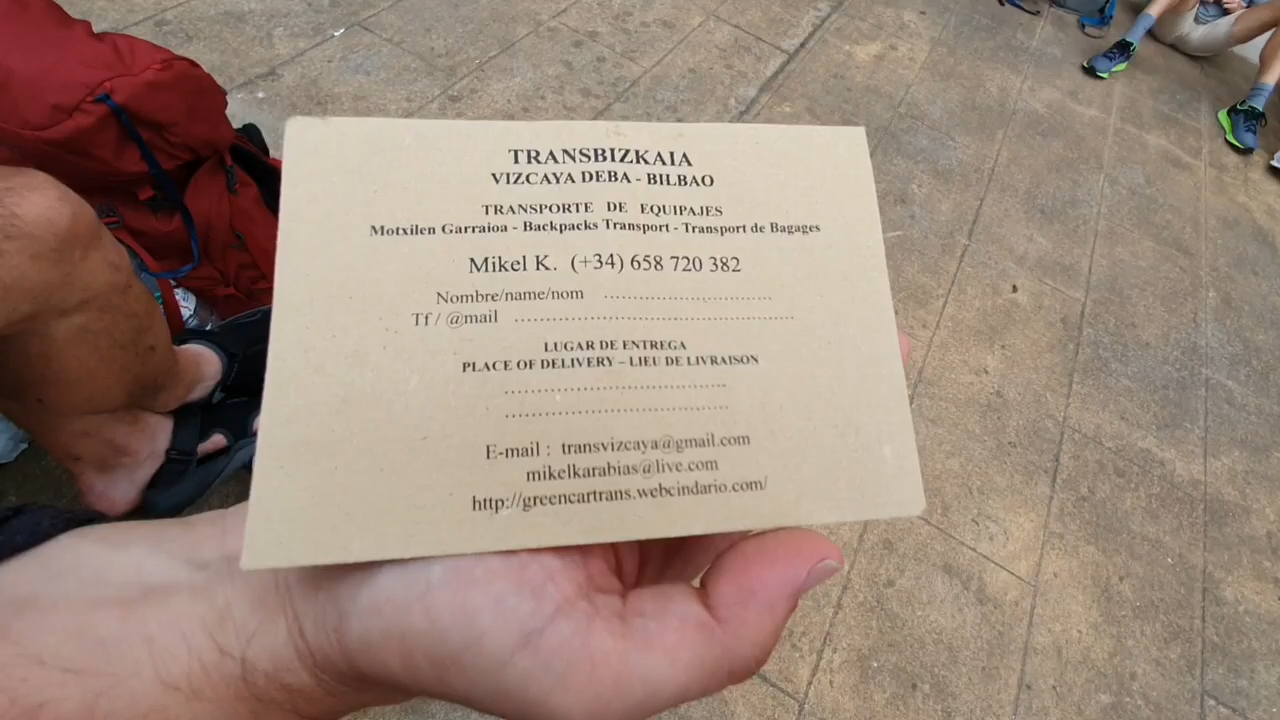 TRANSBIZKAIA
VIZCAYA DEBA - BILBAO
TRANSPORTE DE EQUIPAJES
Motxilen Garraioa - Backpacks Transport - Transport de Bagages
Mikel K. (+34) 658 720 382
Nombre/name/nom ....................................
Tf / @mail ............................................................
LUGAR DE ENTREGA
PLACE OF DELIVERY – LIEU DE LIVRAISON
................................................
................................................
E-mail : transvizcaya@gmail.com
mikelkarabias@live.com
http://greencartrans.webcindario.com/